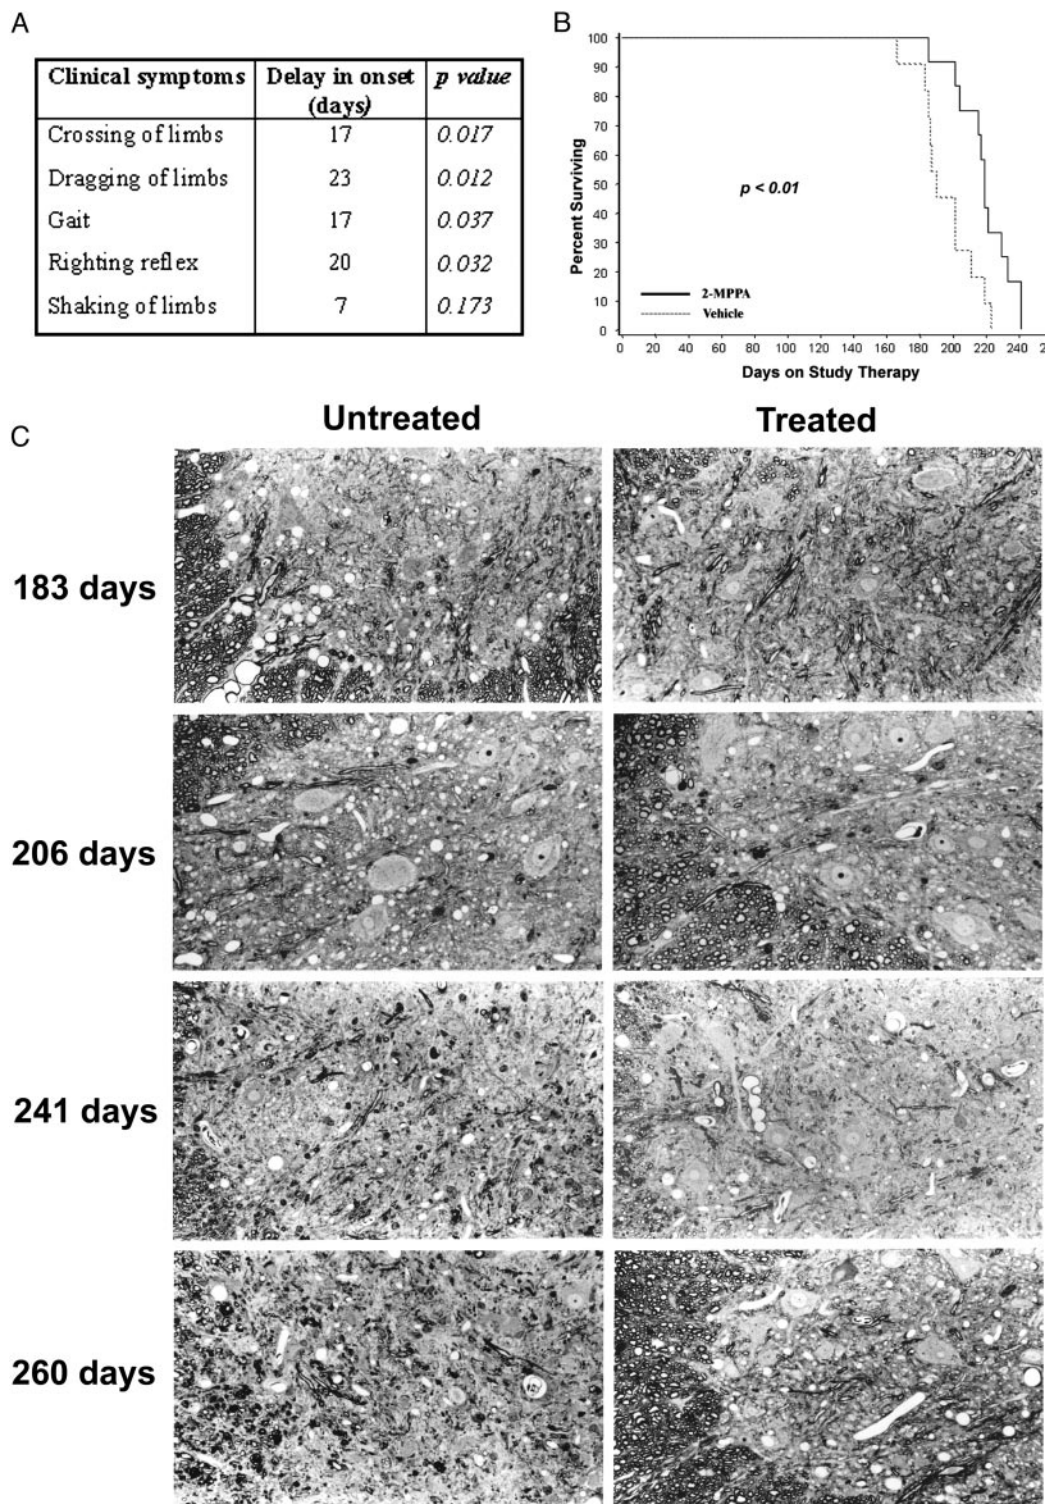 A
Clinical symptoms Delay in onset (days) p value
Crossing of limbs 17 0.017
Dragging of limbs 23 0.012
Gait 17 0.037
Righting reflex 20 0.032
Shaking of limbs 7 0.173
B
Percent Surviving
100
90
80
70
60
50
40
30
20
10
0
p < 0.01
2-MPPA
Vehicle
0 20 40 60 80 100 120 140 160 180 200 220 240
Days on Study Therapy
C
Untreated Treated
183 days
206 days
241 days
260 days